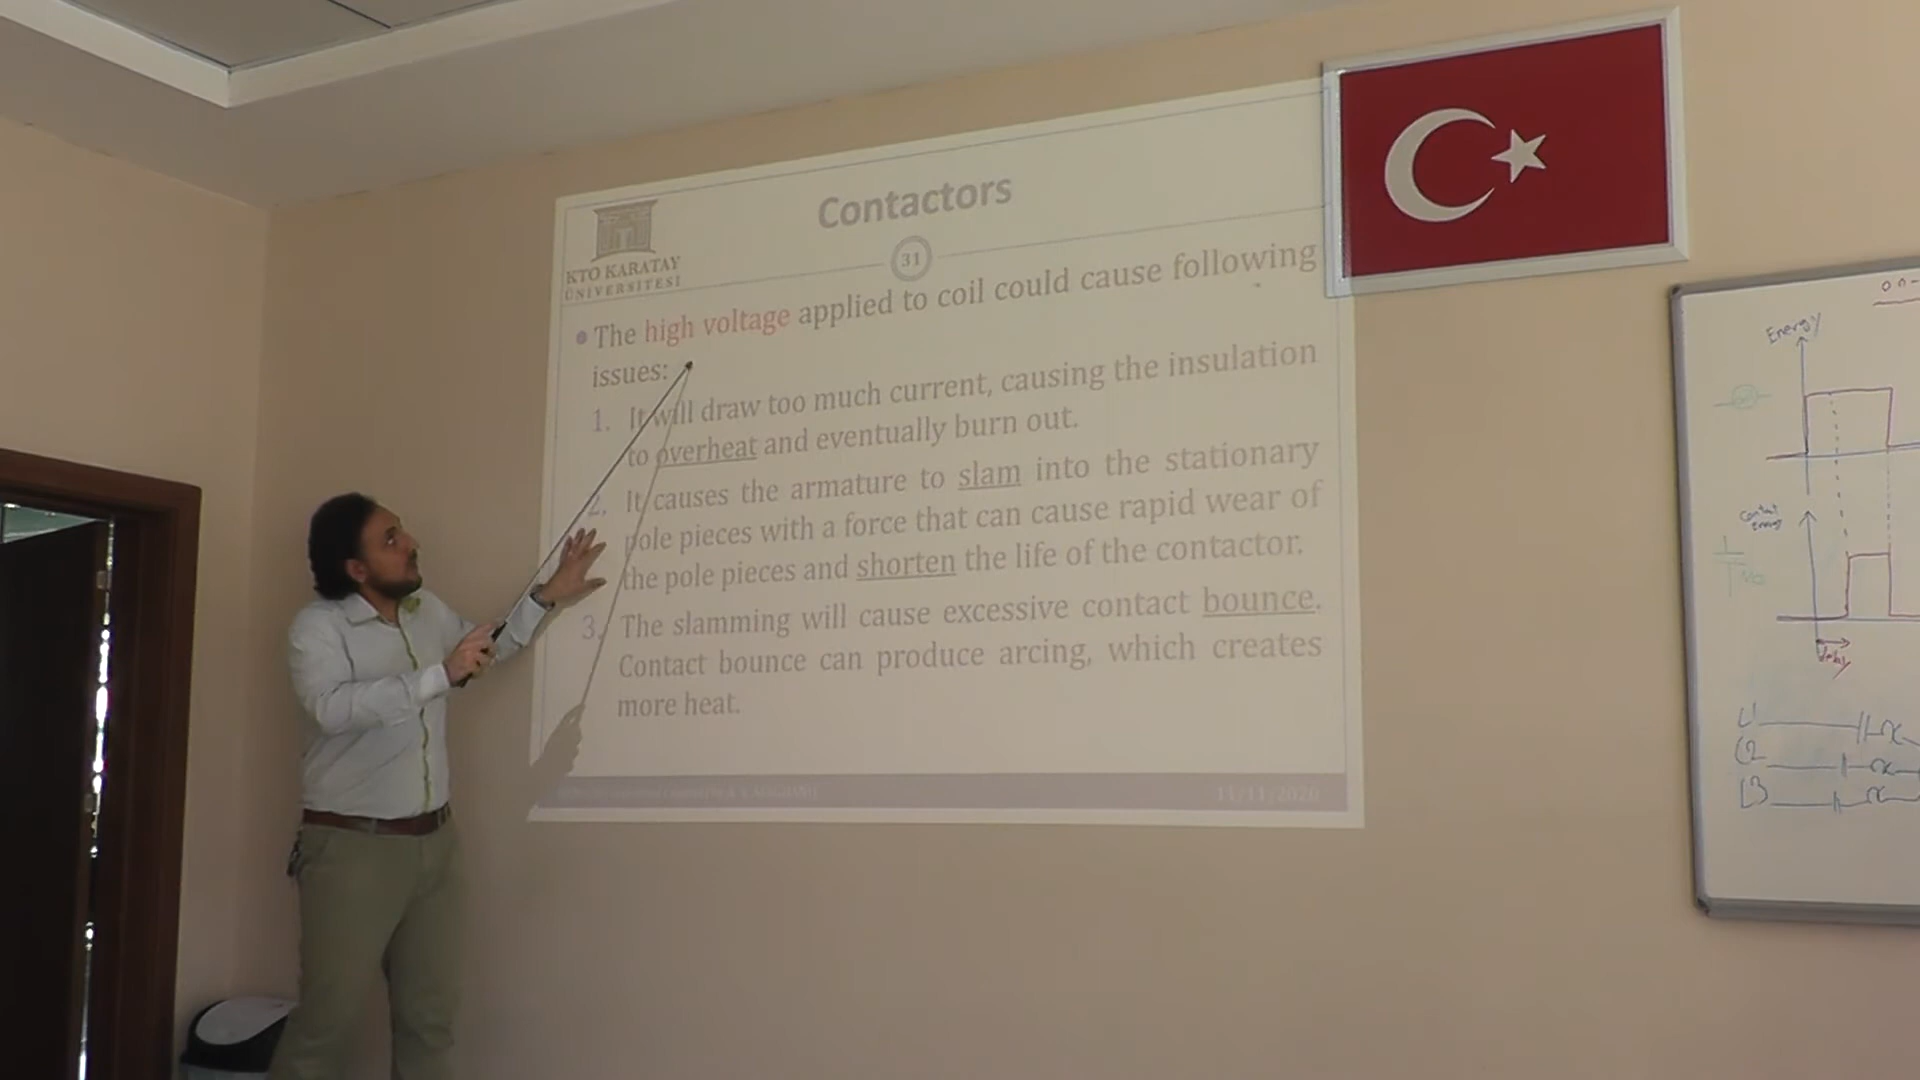 Contactors
31
KTO KARATAY
ÜNİVERSİTESİ
The high voltage applied to coil could cause following
issues:
1. It will draw too much current, causing the insulation
to overheat and eventually burn out.
2. It causes the armature to slam into the stationary
pole pieces with a force that can cause rapid wear of
the pole pieces and shorten the life of the contactor.
3. The slamming will cause excessive contact bounce.
Contact bounce can produce arcing, which creates
more heat.
11/11/2020
on-
Energy
Contact
Energy
Delay
L1
L2
L3